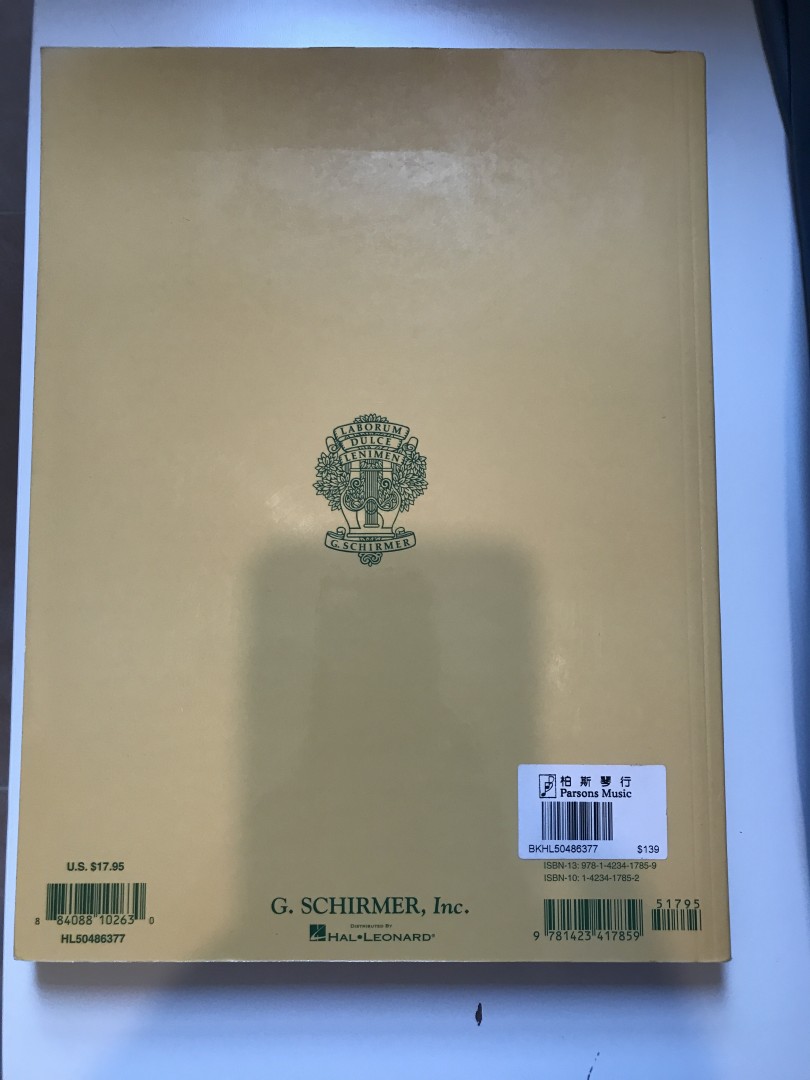 LABORUM
DULCE
LENIMEN
G. SCHIRMER
柏斯琴行
Parsons Music
BKHL50486377 $139
ISBN-13: 978-1-4234-1785-9
ISBN-10: 1-4234-1785-2
U.S. $17.95
8 84088 10263 0
HL50486377
G. SCHIRMER, Inc.
DISTRIBUTED BY
HAL•LEONARD®
51795
9 781423 417859